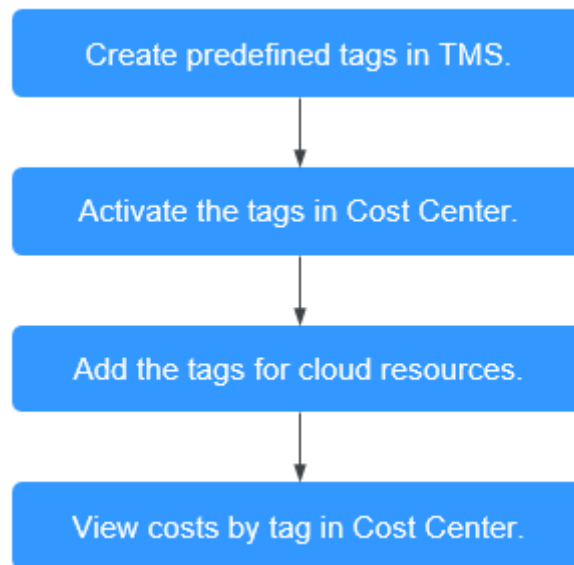 Create predefined tags in TMS.
Activate the tags in Cost Center.
Add the tags for cloud resources.
View costs by tag in Cost Center.